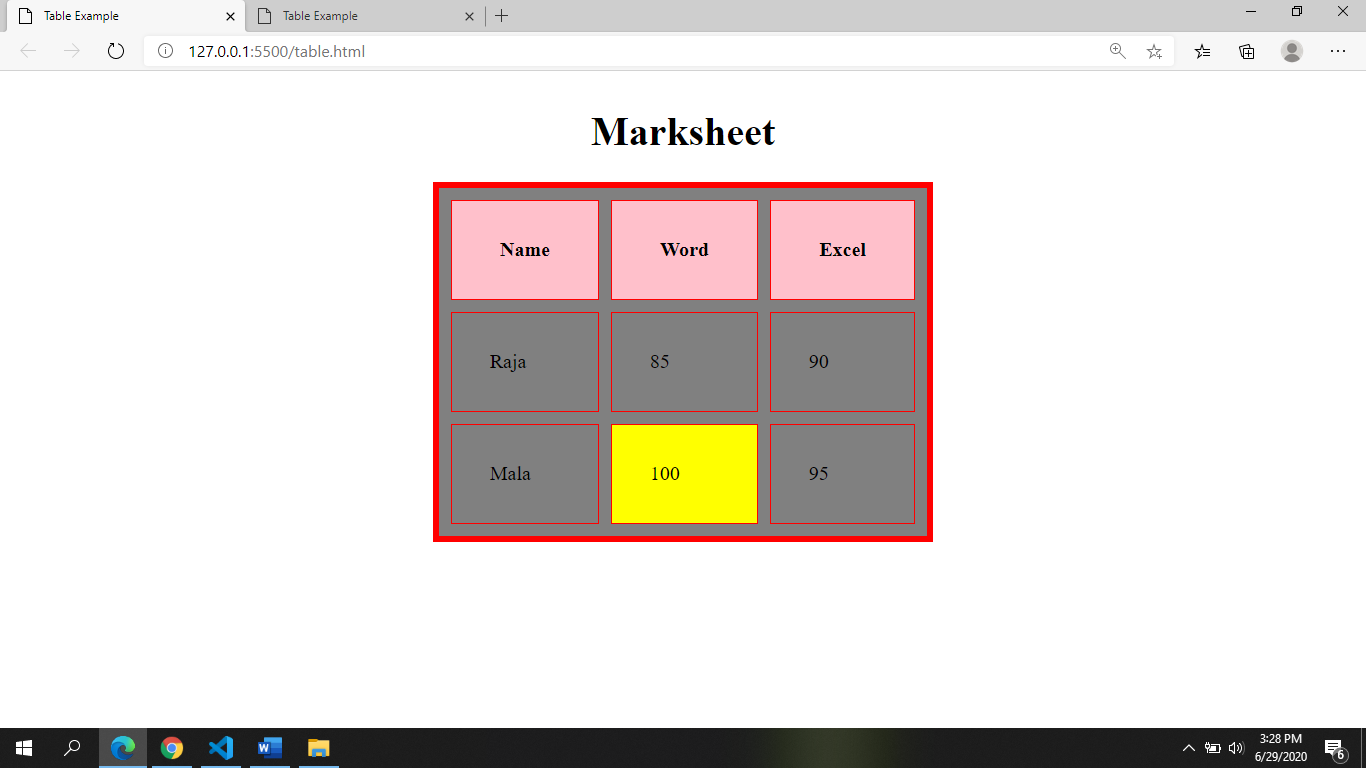 Table Example
Table Example
127.0.0.1:5500/table.html
Marksheet
Name Word Excel
Raja 85 90
Mala 100 95
W
3:28 PM
6/29/2020
6